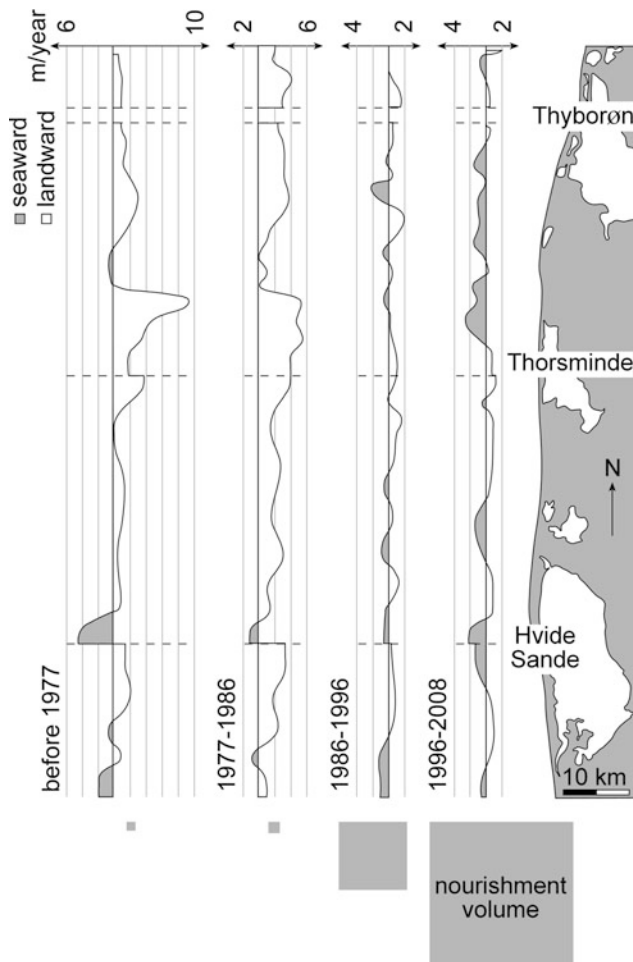 seaward
landward
m/year
6
10
2
6
4
2
4
2
before 1977
1977-1986
1986-1996
1996-2008
Thyborøn
Thorsminde
N
Hvide
Sande
10 km
nourishment
volume